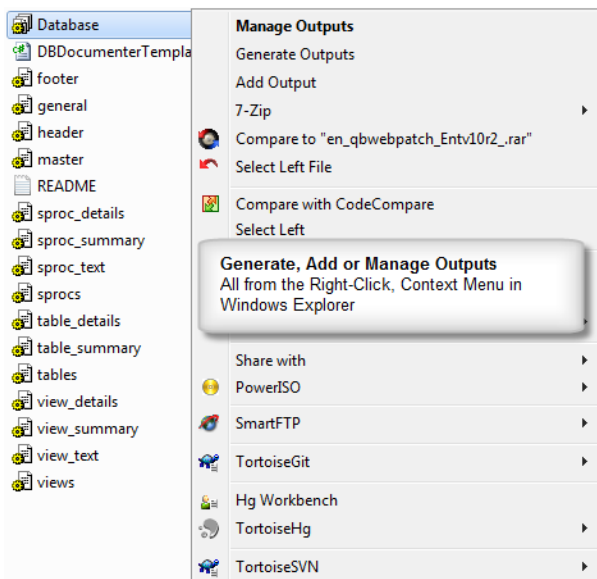 Database
DBDocumenterTempla
footer
general
header
master
README
sproc_details
sproc_summary
sproc_text
sprocs
table_details
table_summary
tables
view_details
view_summary
view_text
views
Manage Outputs
Generate Outputs
Add Output
7-Zip
Compare to "en_qbwebpatch_Entv10r2_.rar"
Select Left File
Compare with CodeCompare
Select Left
Generate, Add or Manage Outputs
All from the Right-Click, Context Menu in
Windows Explorer
Share with
PowerISO
SmartFTP
TortoiseGit
Hg Workbench
TortoiseHg
TortoiseSVN